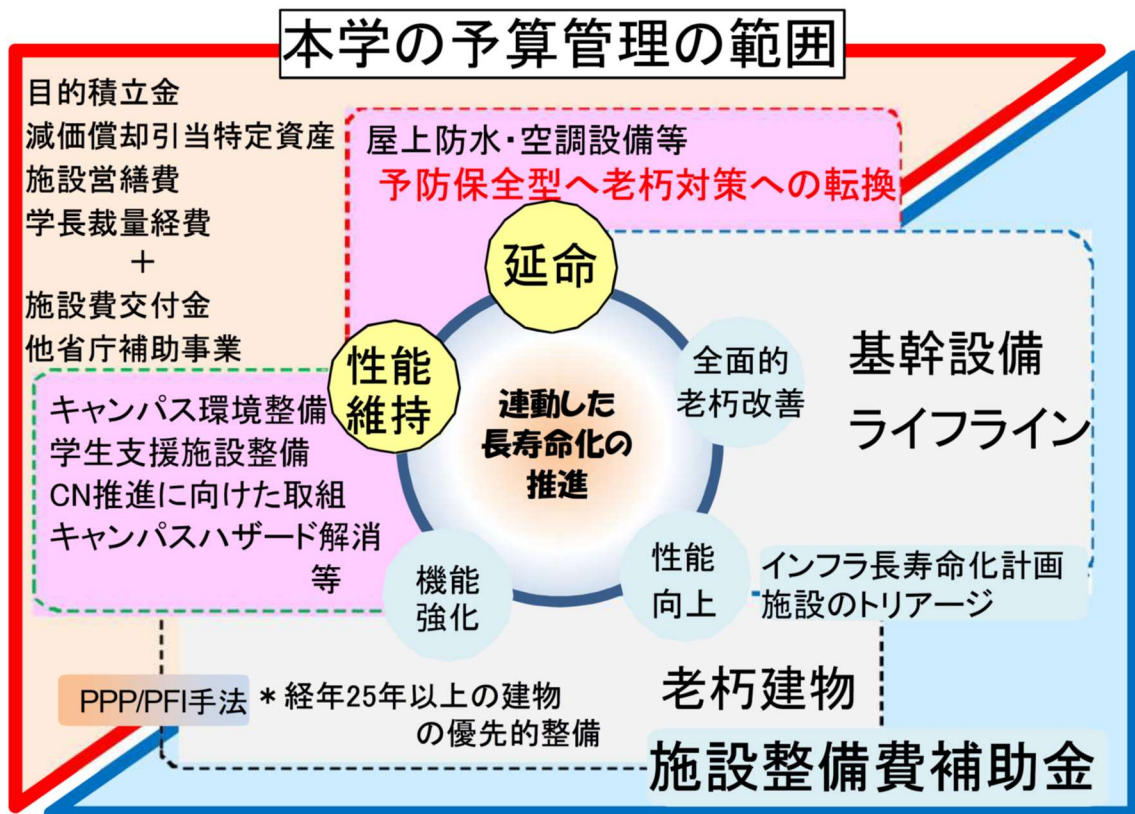 本学の予算管理の範囲
目的積立金
減価償却引当特定資産
施設営繕費
学長裁量経費
＋
施設費交付金
他省庁補助事業
屋上防水・空調設備等
予防保全型へ老朽対策への転換
延命
性能
維持
全面的
老朽改善
基幹設備
ライフライン
連動した
長寿命化の
推進
キャンパス環境整備
学生支援施設整備
CN推進に向けた取組
キャンパスハザード解消
等
機能
強化
性能
向上
インフラ長寿命化計画
施設のトリアージ
PPP/PFI手法
＊経年25年以上の建物
の優先的整備
老朽建物
施設整備費補助金